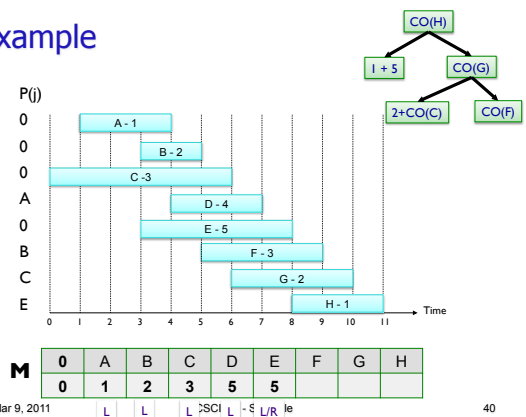 xample
CO(H)
1 + 5
CO(G)
2+CO(C)
CO(F)
P(j)
0
A - 1
0
B - 2
0
C -3
A
D - 4
0
E - 5
B
F - 3
C
G - 2
E
H - 1
Time
0 1 2 3 4 5 6 7 8 9 10 11
M
0 A B C D E F G H
0 1 2 3 5 5
L L L L L/R
ar 9, 2011
40